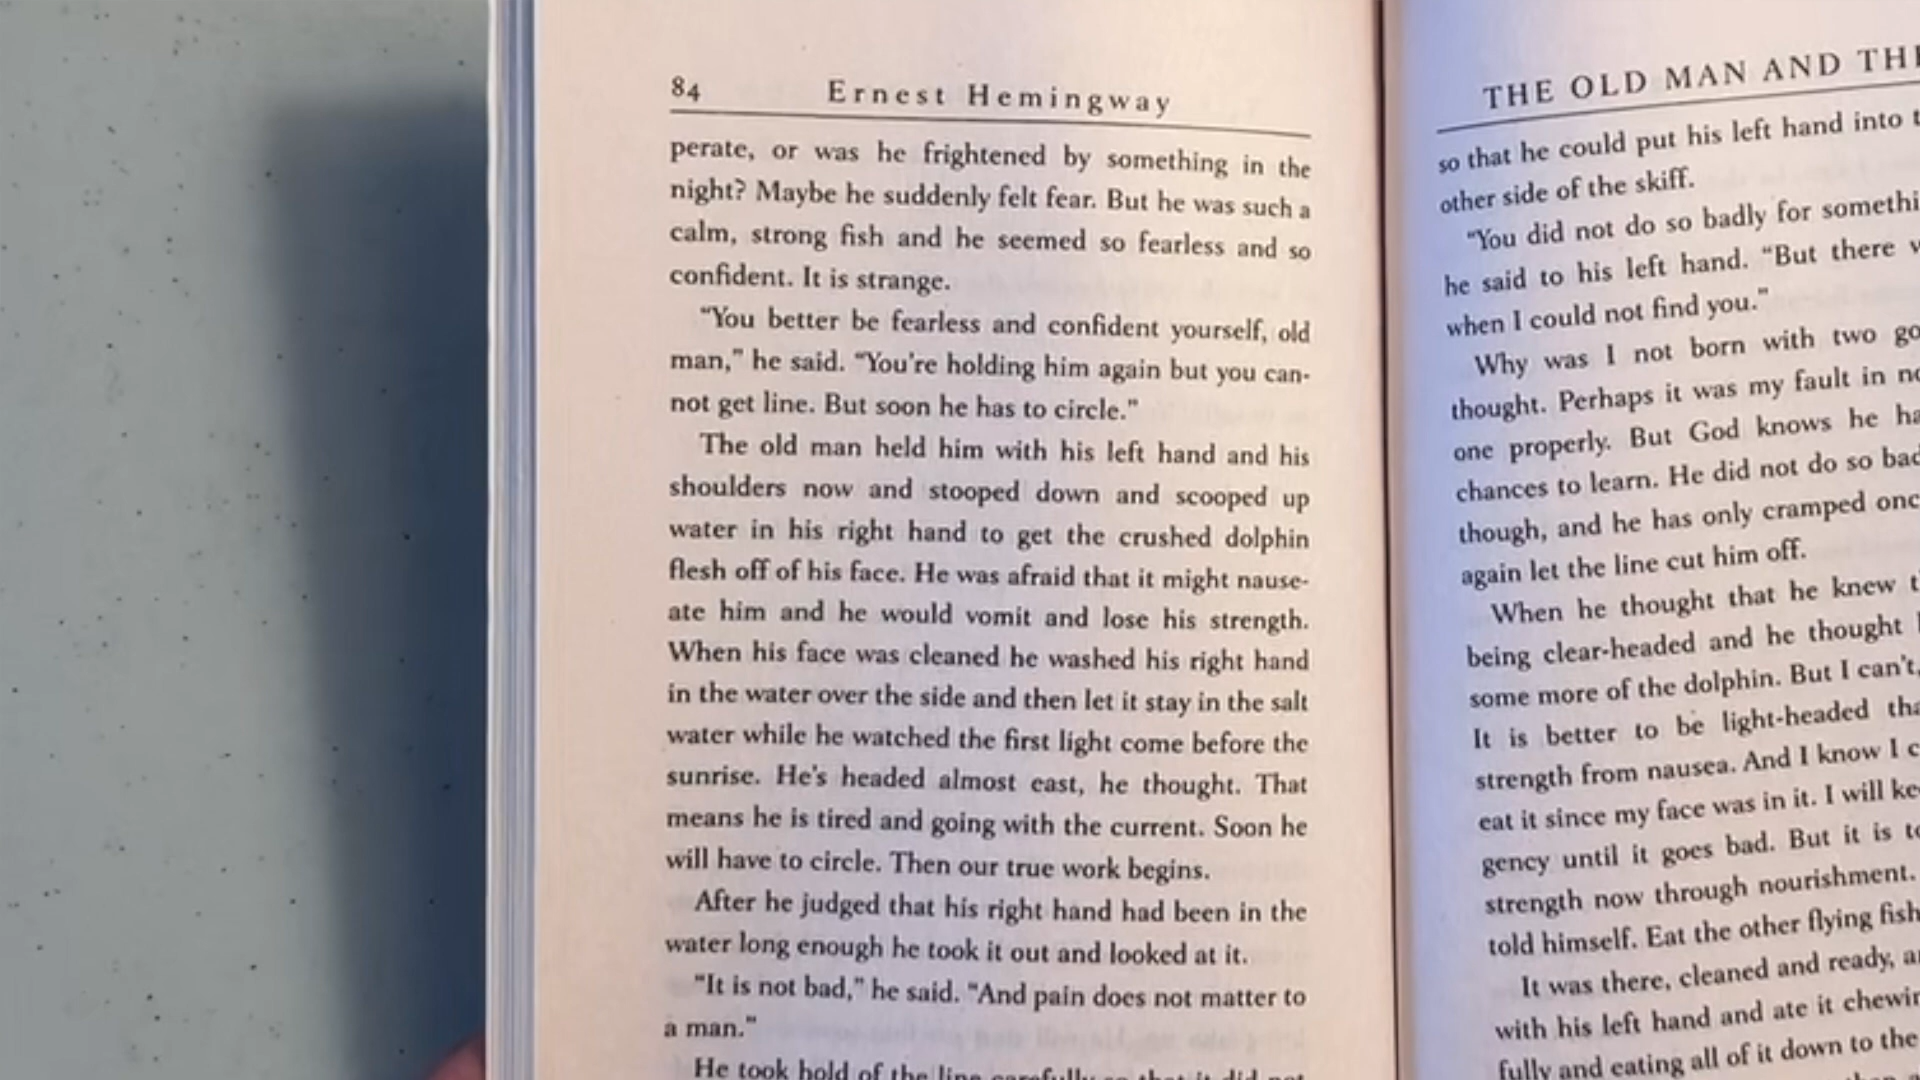 84 Ernest Hemingway
perate, or was he frightened by something in the
night? Maybe he suddenly felt fear. But he was such a
calm, strong fish and he seemed so fearless and so
confident. It is strange.
“You better be fearless and confident yourself, old
man,” he said. “You’re holding him again but you can-
not get line. But soon he has to circle.”
The old man held him with his left hand and his
shoulders now and stooped down and scooped up
water in his right hand to get the crushed dolphin
flesh off of his face. He was afraid that it might nause-
ate him and he would vomit and lose his strength.
When his face was cleaned he washed his right hand
in the water over the side and then let it stay in the salt
water while he watched the first light come before the
sunrise. He’s headed almost east, he thought. That
means he is tired and going with the current. Soon he
will have to circle. Then our true work begins.
After he judged that his right hand had been in the
water long enough he took it out and looked at it.
“It is not bad,” he said. “And pain does not matter to
a man.”
He took hold of the line carefully so that it did not
THE OLD MAN AND THE
so that he could put his left hand into
other side of the skiff.
“You did not do so badly for
he said to his left hand. “But there
when I could not find you.”
Why was I not born with two
thought. Perhaps it was my fault in
one properly. But God knows he
chances to learn. He did not do so
though, and he has only cramped
again let the line cut him off.
When he thought that he knew
being clear-headed and he thought
some more of the dolphin. But I can’t,
It is better to be light-headed
strength from nausea. And I know I
eat it since my face was in it. I will
gency until it goes bad. But it is
strength now through nourishment.
told himself. Eat the other flying fish
It was there, cleaned and ready,
with his left hand and ate it
fully and eating all of it down to the